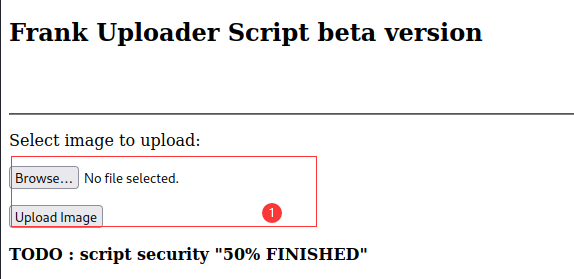 Frank Uploader Script beta version
Select image to upload:
Browse... No file selected.
1
Upload Image
TODO : script security "50% FINISHED"